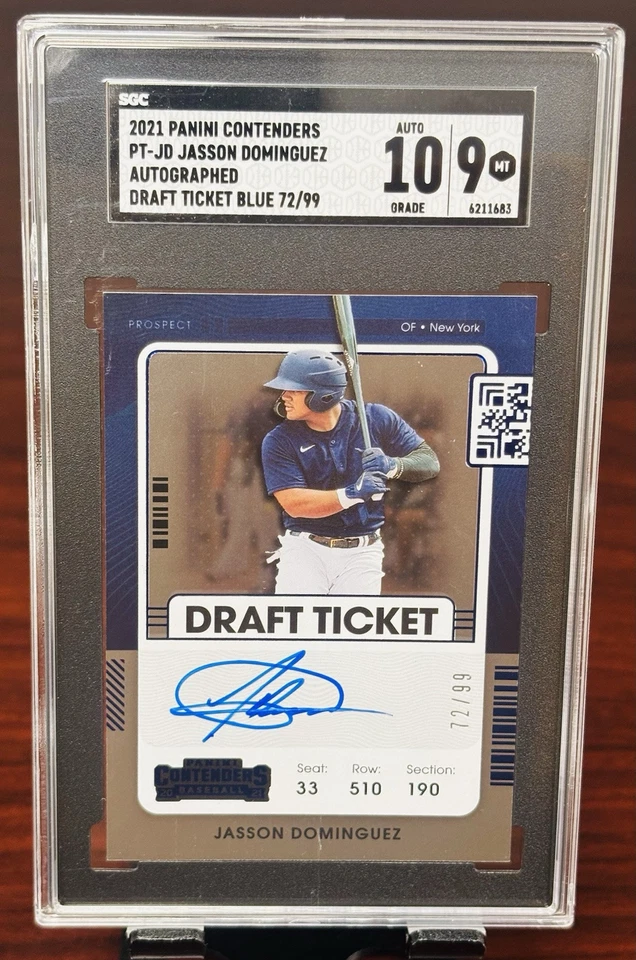 SGC
2021 PANINI CONTENDERS
PT-JD JASSON DOMINGUEZ
AUTOGRAPHED
DRAFT TICKET BLUE 72/99
AUTO
10
GRADE
9 MT
6211683
PROSPECT
OF • New York
DRAFT TICKET
72/99
PANINI
CONTENDERS
20 BASEBALL 21
Seat: Row: Section:
33 510 190
JASSON DOMINGUEZ